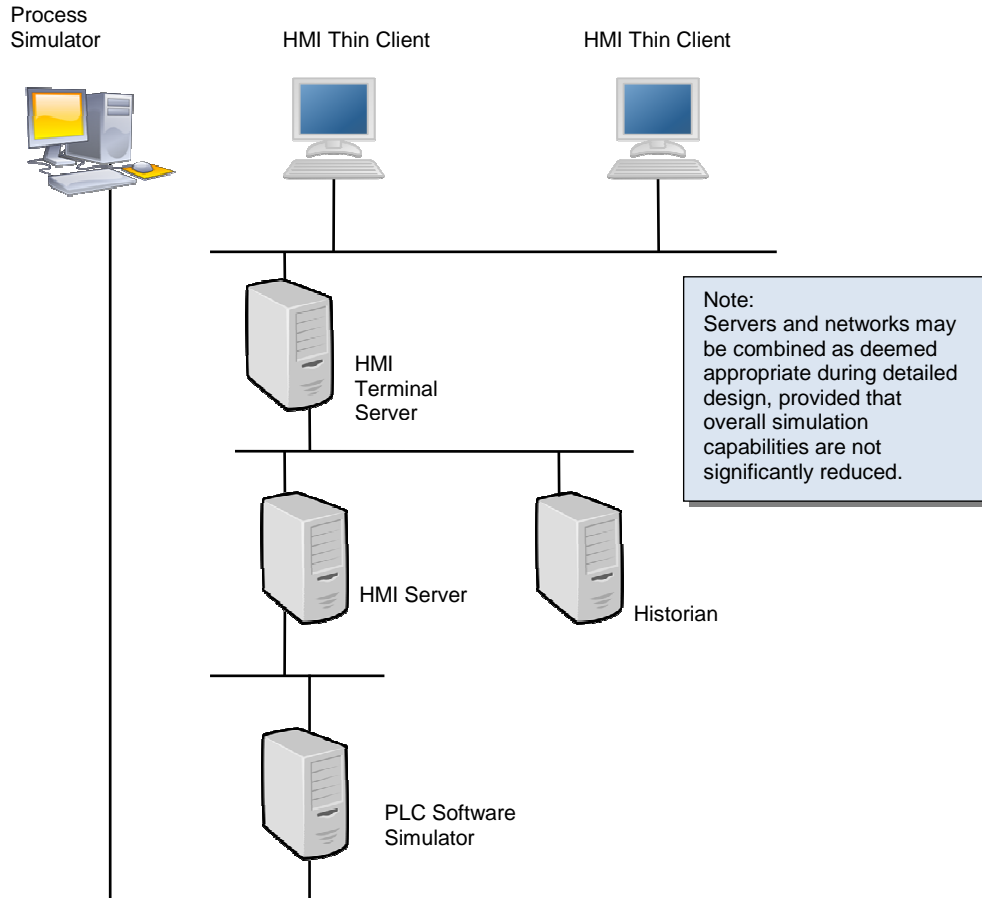 Process
Simulator
HMI Thin Client
HMI Thin Client
HMI
Terminal
Server
Note:
Servers and networks may
be combined as deemed
appropriate during detailed
design, provided that
overall simulation
capabilities are not
significantly reduced.
HMI Server
Historian
PLC Software
Simulator